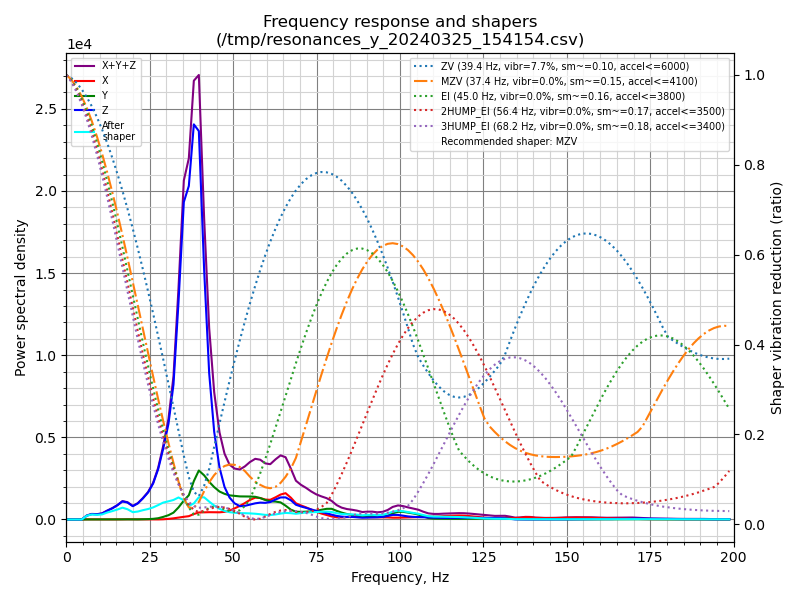 Frequency response and shapers
(/tmp/resonances_y_20240325_154154.csv)
1e4
X+Y+Z
X
Y
Z
After
shaper
ZV (39.4 Hz, vibr=7.7%, sm~=0.10, accel<=6000)
MZV (37.4 Hz, vibr=0.0%, sm~=0.15, accel<=4100)
EI (45.0 Hz, vibr=0.0%, sm~=0.16, accel<=3800)
2HUMP_EI (56.4 Hz, vibr=0.0%, sm~=0.17, accel<=3500)
3HUMP_EI (68.2 Hz, vibr=0.0%, sm~=0.18, accel<=3400)
Recommended shaper: MZV
Power spectral density
2.5
2.0
1.5
1.0
0.5
0.0
1.0
0.8
0.6
0.4
0.2
0.0
Shaper vibration reduction (ratio)
0 25 50 75 100 125 150 175 200
Frequency, Hz